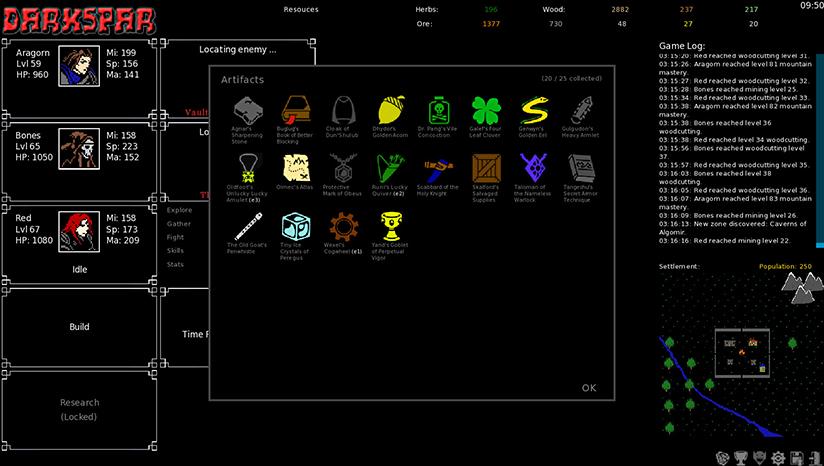 DARKSPAR
Resouces
Herbs: 196 Wood: 2882 237 217
Ore: 1377 730 48 27 20
09:50
Aragorn Mi: 199
Lvl 59 Sp: 156
HP: 960 Ma: 141
Bones Mi: 158
Lvl 65 Sp: 223
HP: 1050 Ma: 152
Red Mi: 158
Lvl 67 Sp: 173
HP: 1080 Ma: 209
Idle
Build
Research
(Locked)
Locating enemy ...
Vault
Lo
Explore
Gather
Fight
Skills
Stats
Time F
Artifacts
(20 / 25 collected)
Agnar's
Sharpening
Stone
Buglug's
Book of Better
Blocking
Cloak of
Dun'Shulub
Dhydor's
Golden Acorn
Dr. Pang's Vile
Concoction
Galef's Four
Leaf Clover
Genwyn's
Golden Eel
Gulgudon's
Heavy Armlet
Oldfoot's
Unlucky Lucky
Amulet (e3)
Orinec's Atlas
Protective
Mark of Obeus
Runil's Lucky
Quiver (e2)
Scabbard of the
Holy Knight
Skalford's
Salvaged
Supplies
Talisman of
the Nameless
Warlock
Tangrshu's
Secret Armor
Technique
The Old Goat's
Penwhistle
Tiny Ice
Crystals of
Peregus
Wexel's
Cogwheel (e1)
Yand's Goblet
of Perpetual
Vigor
OK
Game Log:
03:15:20: Red reached woodcutting level 31.
03:15:26: Aragorn reached level 81 mountain
mastery.
03:15:27: Red reached woodcutting level 32.
03:15:28: Bones reached mining level 25.
03:15:34: Red reached woodcutting level 33.
03:15:38: Aragorn reached level 82 mountain
mastery.
03:15:38: Bones reached level 36
woodcutting.
03:15:38: Red reached level 34 woodcutting.
03:15:56: Bones reached woodcutting level
37.
03:15:57: Red reached woodcutting level 35.
03:16:03: Bones reached level 38
woodcutting
03:16:05: Red reached woodcutting level 36.
03:16:07: Aragorn reached level 83 mountain
mastery.
03:16:09: Bones reached mining level 26.
03:16:13: New zone discovered: Caverns of
Algomir.
03:16:16: Red reached mining level 22.
Settlement: Population: 250